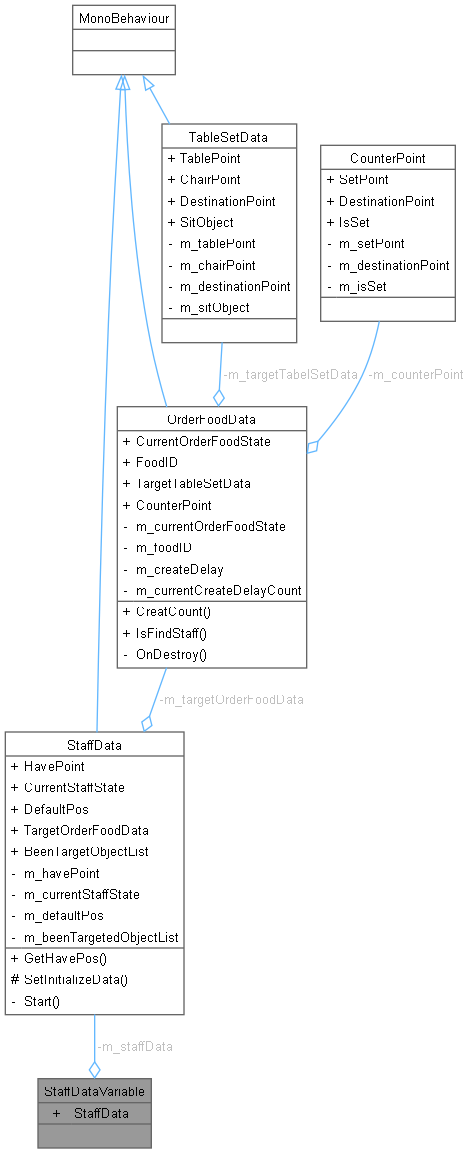 MonoBehaviour
TableSetData
+ TablePoint
+ ChairPoint
+ DestinationPoint
+ SitObject
- m_tablePoint
- m_chairPoint
- m_destinationPoint
- m_sitObject
CounterPoint
+ SetPoint
+ DestinationPoint
+ IsSet
- m_setPoint
- m_destinationPoint
- m_isSet
-m_targetTabelSetData
-m_counterPoint
OrderFoodData
+ CurrentOrderFoodState
+ FoodID
+ TargetTableSetData
+ CounterPoint
- m_currentOrderFoodState
- m_foodID
- m_createDelay
- m_currentCreateDelayCount
+ CreatCount()
+ IsFindStaff()
- OnDestroy()
-m_targetOrderFoodData
StaffData
+ HavePoint
+ CurrentStaffState
+ DefaultPos
+ TargetOrderFoodData
+ BeenTargetObjectList
- m_havePoint
- m_currentStaffState
- m_defaultPos
- m_beenTargetedObjectList
+ GetHavePos()
# SetInitializeData()
- Start()
-m_staffData
StaffDataVariable
+ StaffData